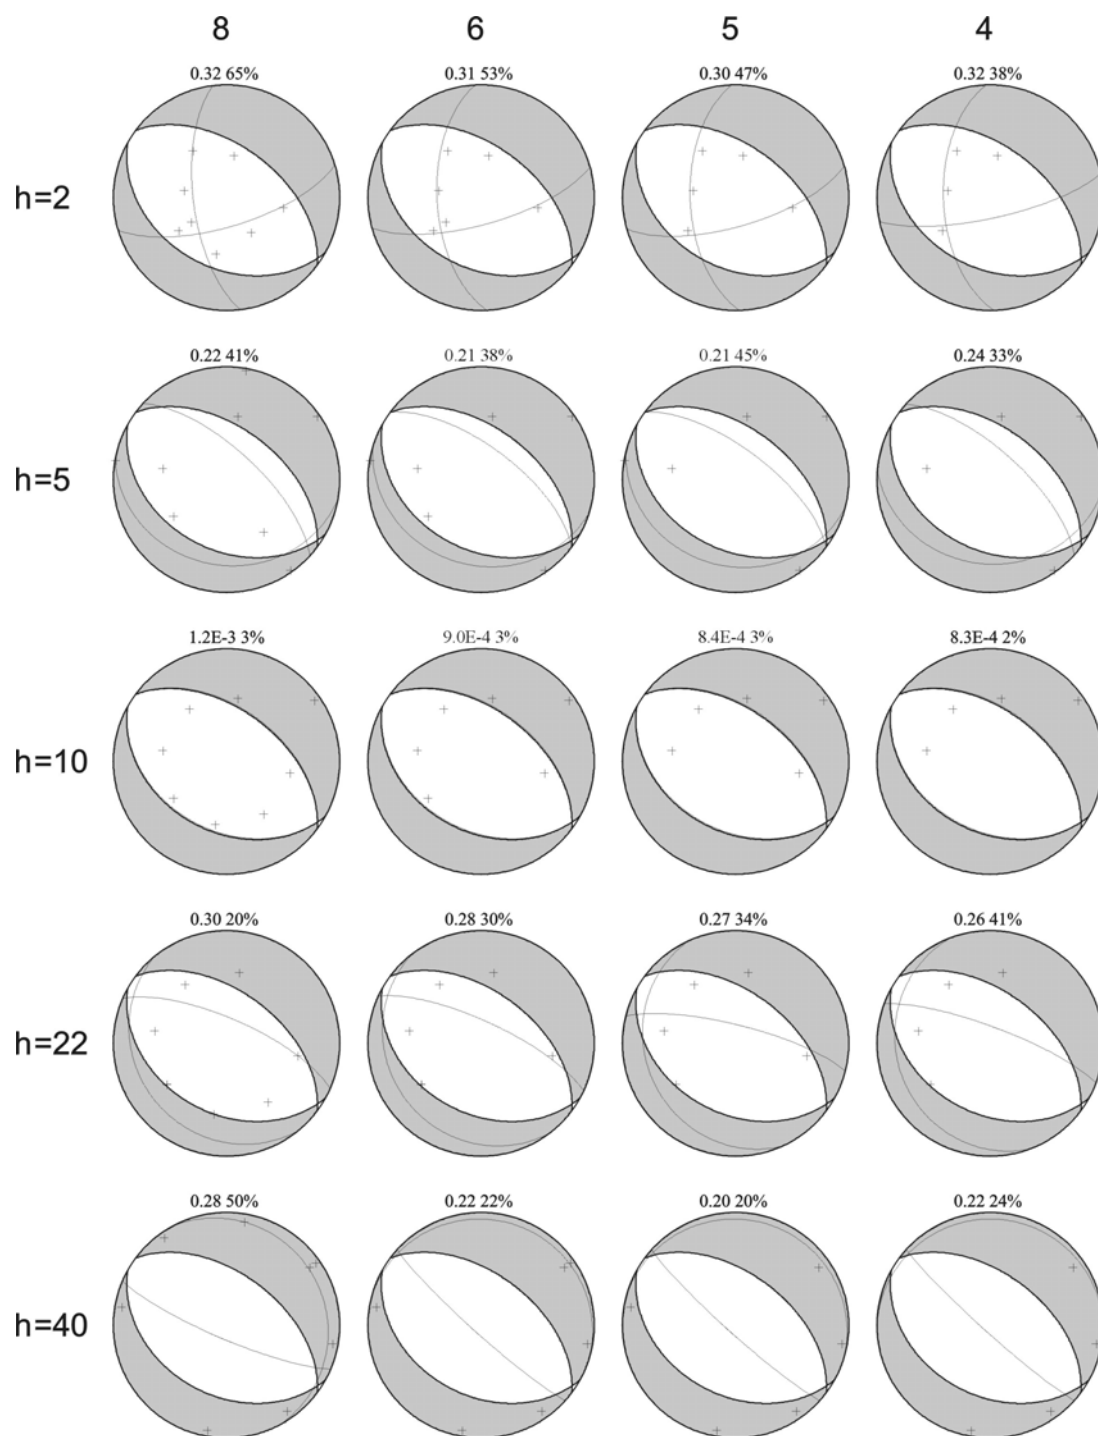 8 6 5 4
0.32 65% 0.31 53% 0.30 47% 0.32 38%
h=2
0.22 41% 0.21 38% 0.21 45% 0.24 33%
h=5
1.2E-3 3% 9.0E-4 3% 8.4E-4 3% 8.3E-4 2%
h=10
0.30 20% 0.28 30% 0.27 34% 0.26 41%
h=22
0.28 50% 0.22 22% 0.20 20% 0.22 24%
h=40